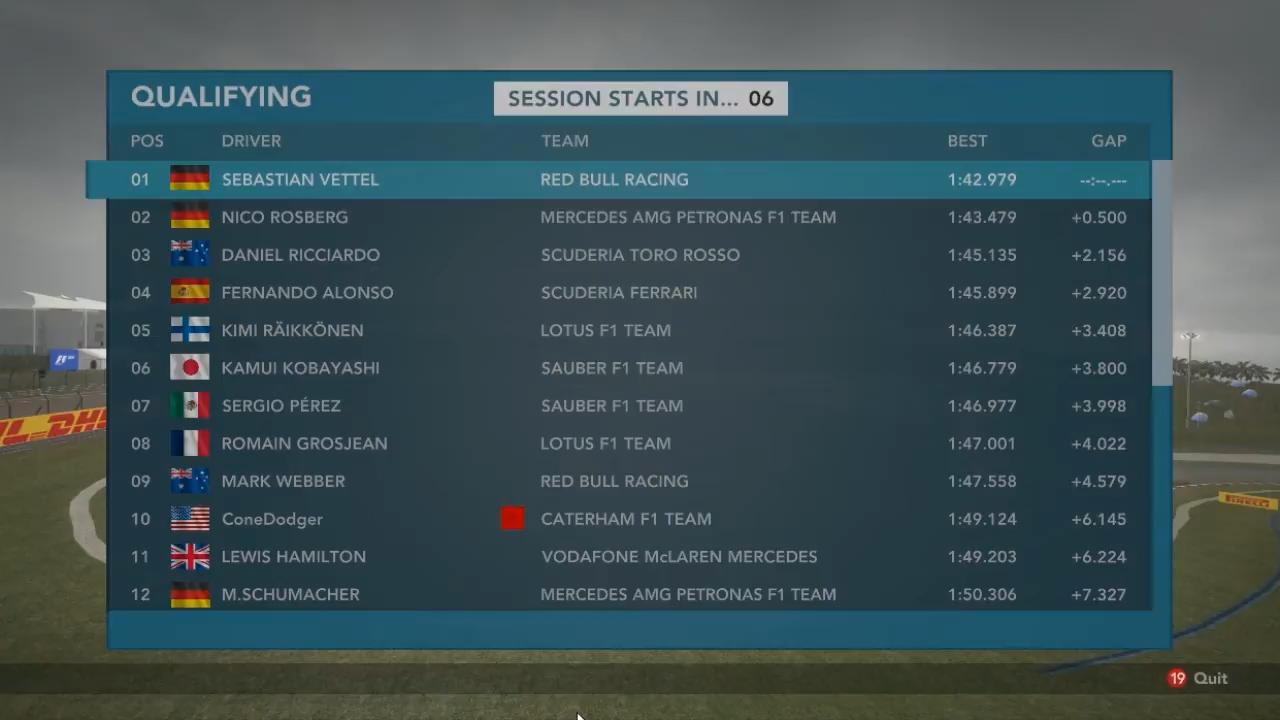 QUALIFYING
SESSION STARTS IN... 06
POS DRIVER TEAM BEST GAP
01 SEBASTIAN VETTEL RED BULL RACING 1:42.979 --:--.---
02 NICO ROSBERG MERCEDES AMG PETRONAS F1 TEAM 1:43.479 +0.500
03 DANIEL RICCIARDO SCUDERIA TORO ROSSO 1:45.135 +2.156
04 FERNANDO ALONSO SCUDERIA FERRARI 1:45.899 +2.920
05 KIMI RÄIKKÖNEN LOTUS F1 TEAM 1:46.387 +3.408
06 KAMUI KOBAYASHI SAUBER F1 TEAM 1:46.779 +3.800
07 SERGIO PÉREZ SAUBER F1 TEAM 1:46.977 +3.998
08 ROMAIN GROSJEAN LOTUS F1 TEAM 1:47.001 +4.022
09 MARK WEBBER RED BULL RACING 1:47.558 +4.579
10 ConeDodger CATERHAM F1 TEAM 1:49.124 +6.145
11 LEWIS HAMILTON VODAFONE McLAREN MERCEDES 1:49.203 +6.224
12 M.SCHUMACHER MERCEDES AMG PETRONAS F1 TEAM 1:50.306 +7.327
F1
L-DH
PIRELLI
19 Quit